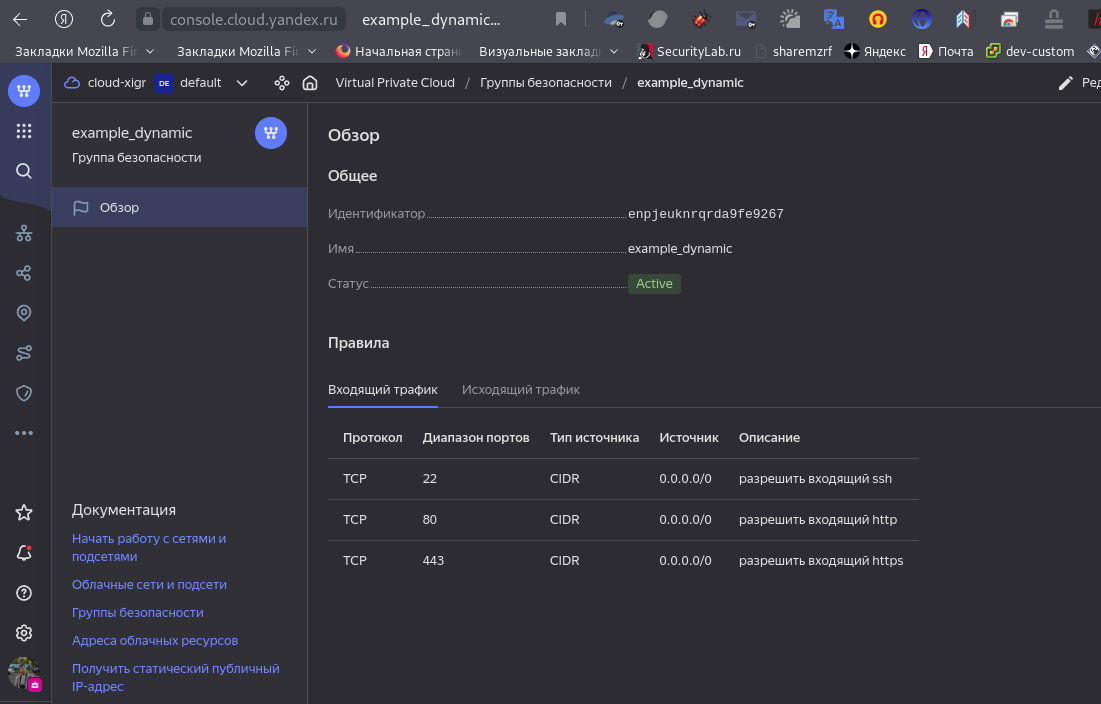 console.cloud.yandex.ru example_dynamic...
Закладки Mozilla Fir Закладки Mozilla Fir Начальная стран Визуальные заклад SecurityLab.ru sharemzrf Яндекс Почта dev-custom
cloud-xigr DE default Virtual Private Cloud / Группы безопасности / example_dynamic Ред
example_dynamic
Группа безопасности
Обзор
Документация
Начать работу с сетями и
подсетями
Облачные сети и подсети
Группы безопасности
Адреса облачных ресурсов
Получить статический публичный
IP-адрес
Обзор
Общее
Идентификатор enpjeuknrqrda9fe9267
Имя example_dynamic
Статус Active
Правила
Входящий трафик Исходящий трафик
Протокол Диапазон портов Тип источника Источник Описание
TCP 22 CIDR 0.0.0.0/0 разрешить входящий ssh
TCP 80 CIDR 0.0.0.0/0 разрешить входящий http
TCP 443 CIDR 0.0.0.0/0 разрешить входящий https